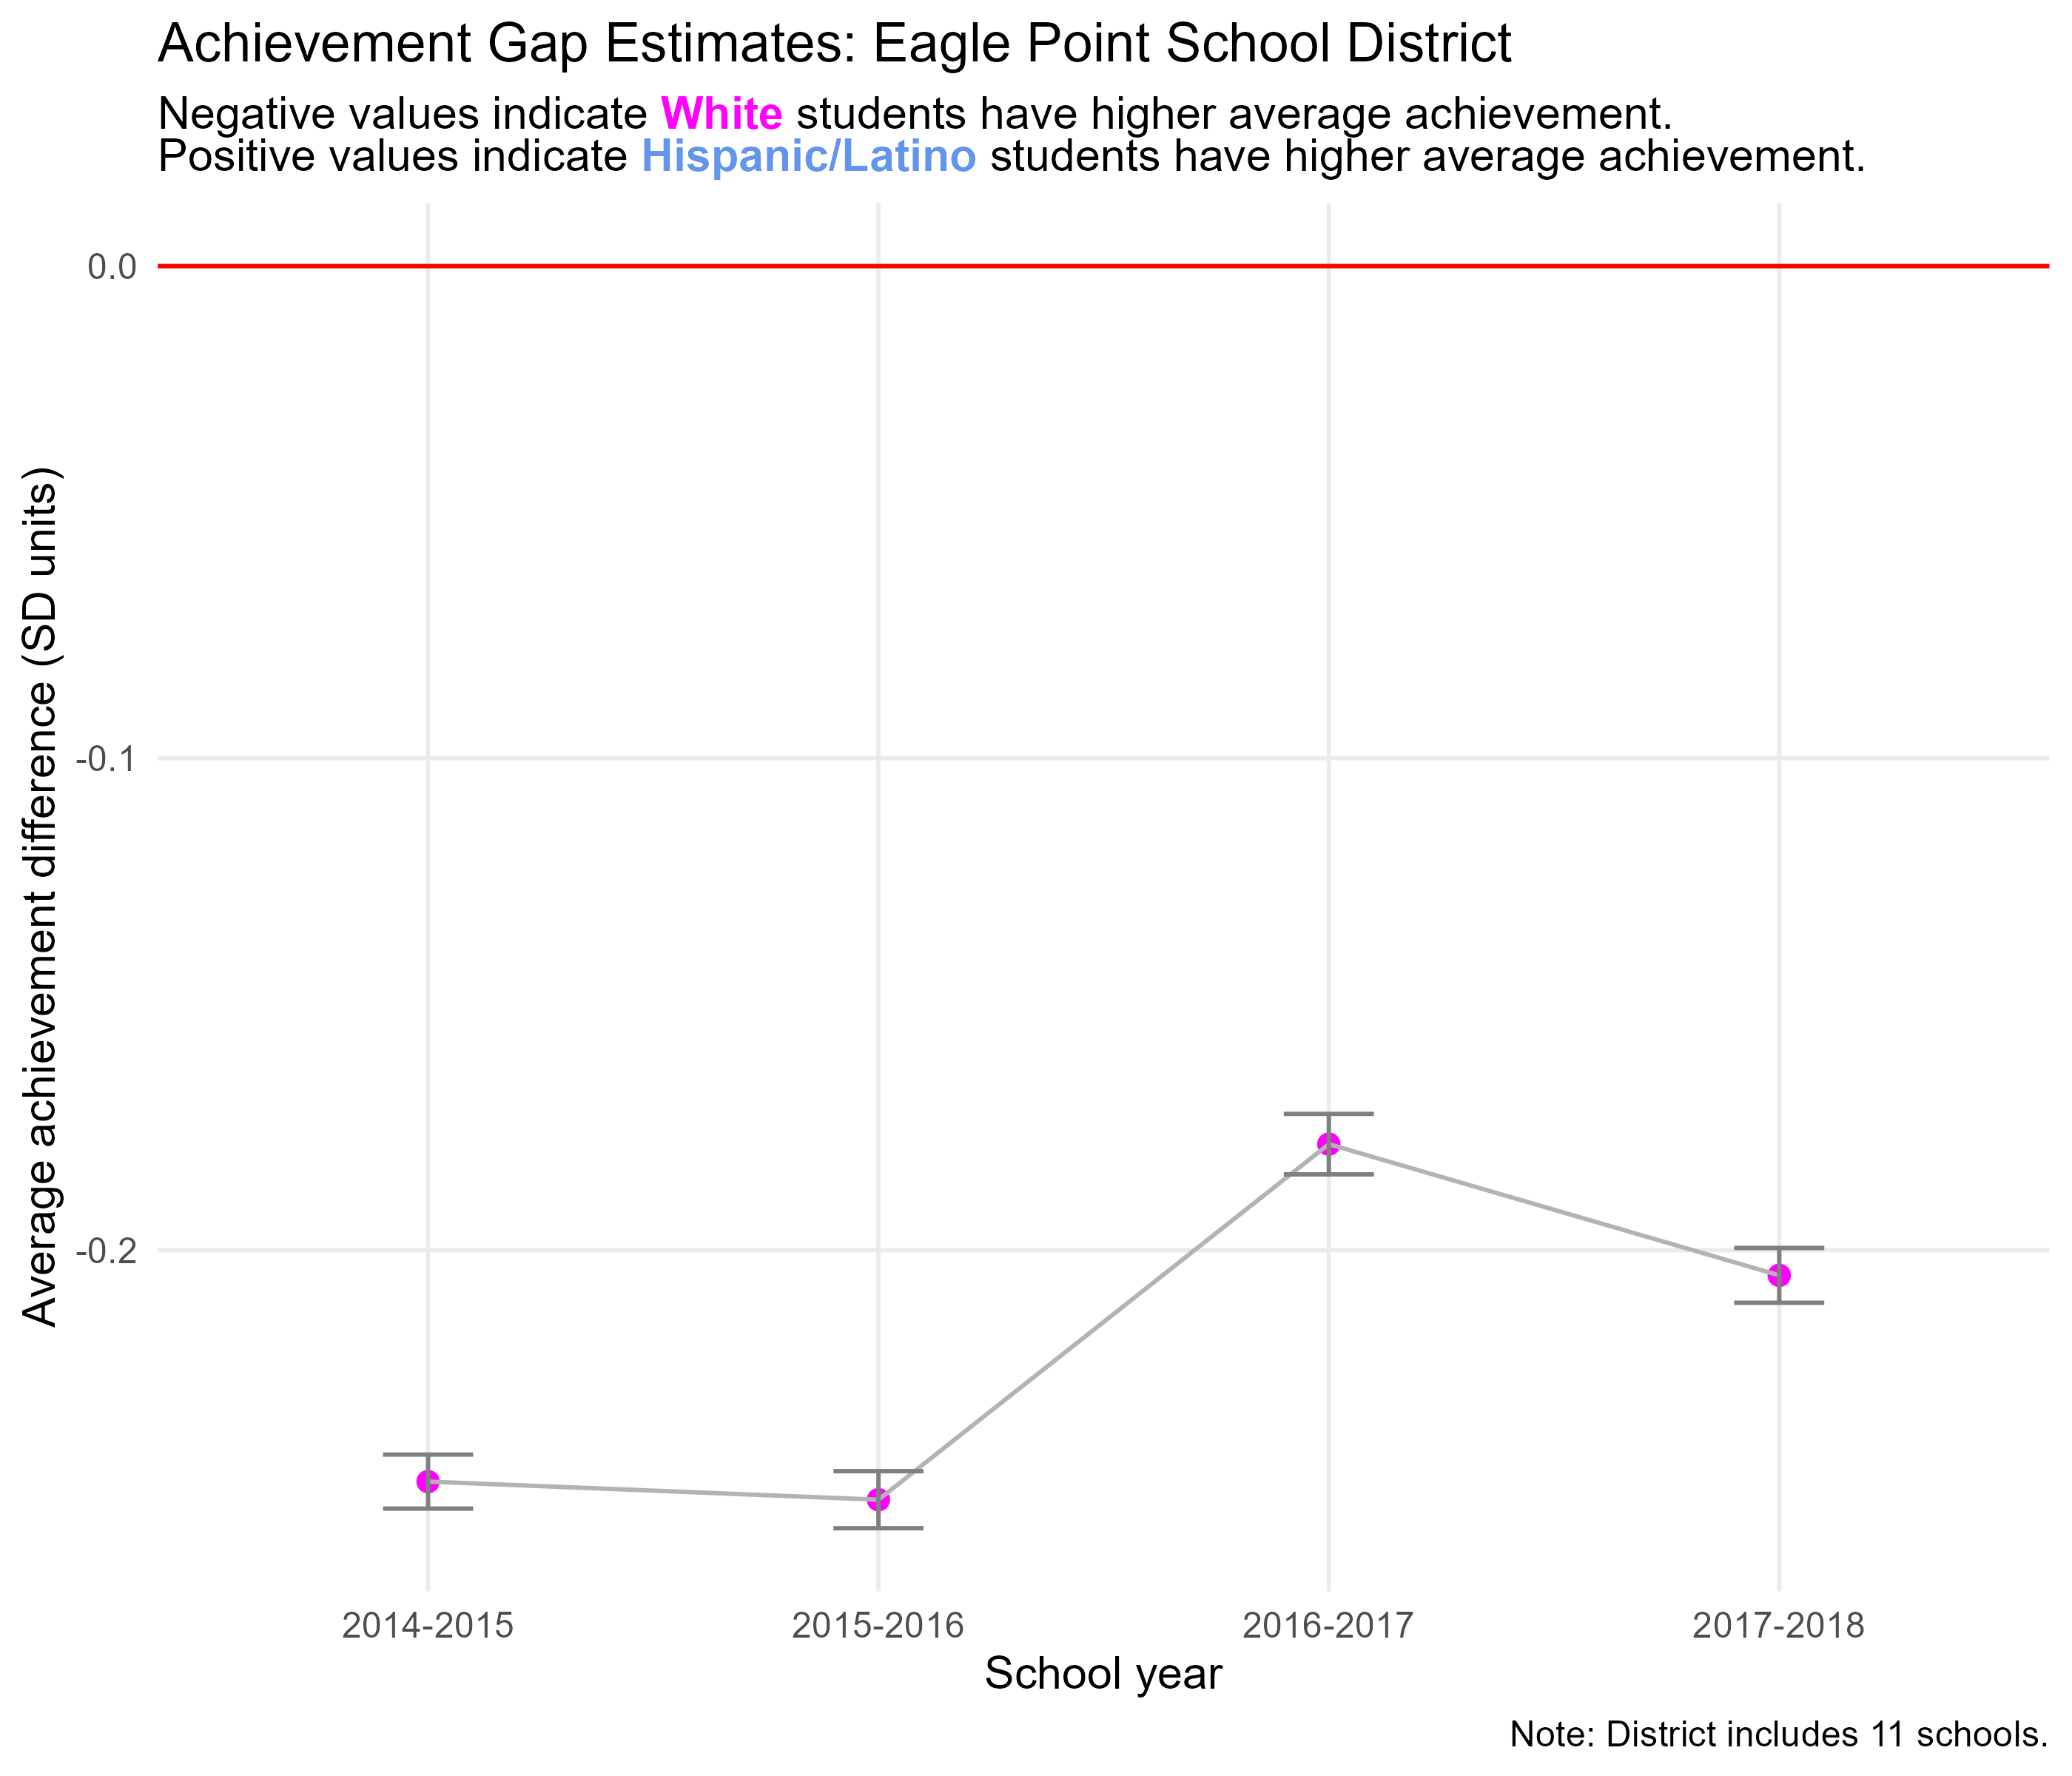 Achievement Gap Estimates: Eagle Point School District
Negative values indicate White students have higher average achievement.
Positive values indicate Hispanic/Latino students have higher average achievement.
Average achievement difference (SD units)
0.0
-0.1
-0.2
2014-2015
2015-2016
2016-2017
2017-2018
School year
Note: District includes 11 schools.